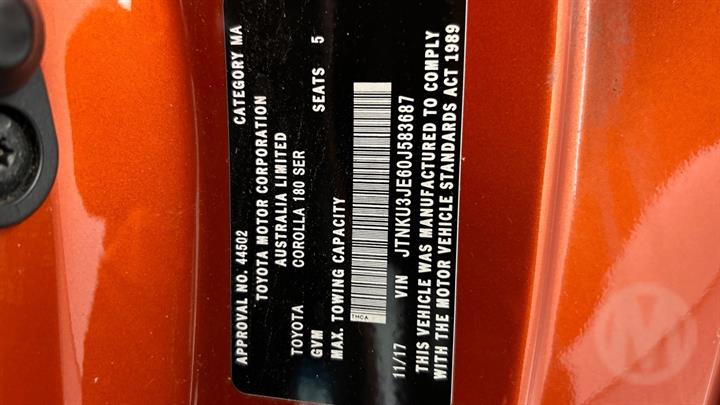 APPROVAL NO. 44502 CATEGORY MA
TOYOTA MOTOR CORPORATION
AUSTRALIA LIMITED
TOYOTA COROLLA 180 SER
GVM SEATS 5
MAX. TOWING CAPACITY
TMCA
11/17 VIN JTNKU3JE60J583687
THIS VEHICLE WAS MANUFACTURED TO COMPLY
WITH THE MOTOR VEHICLE STANDARDS ACT 1989
M